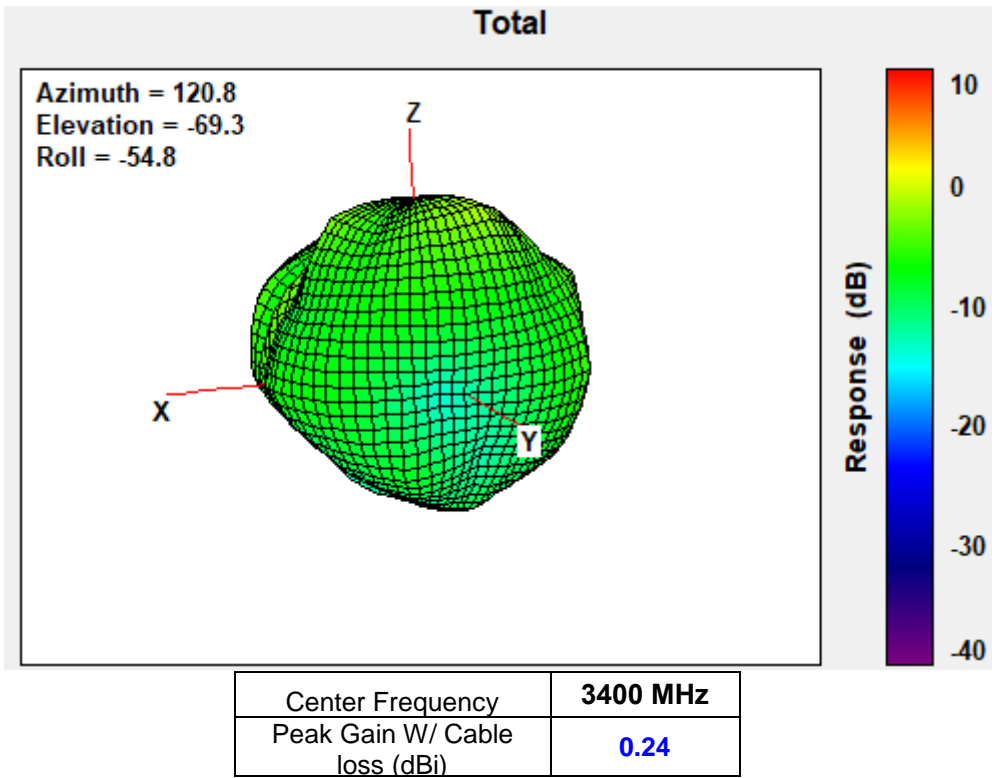 Total
Azimuth = 120.8
Elevation = -69.3
Roll = -54.8
Z
X
Y
10
0
-10
-20
-30
-40
Response (dB)
Center Frequency 3400 MHz
Peak Gain W/ Cable
loss (dBi) 0.24